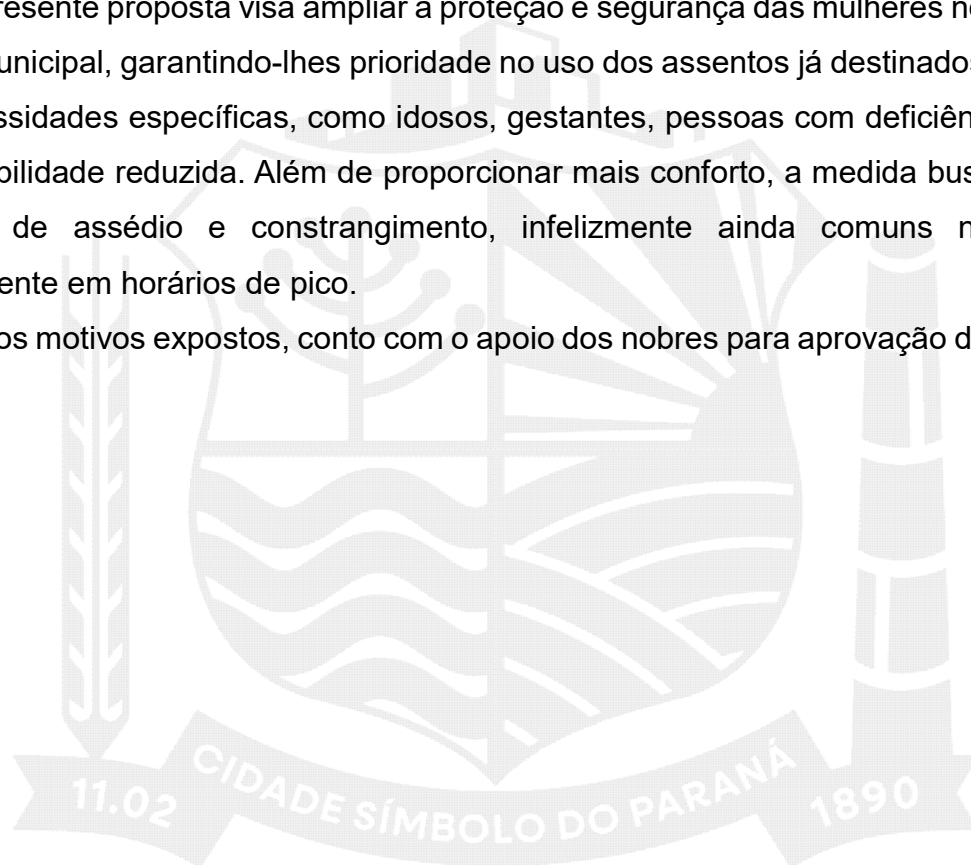 resente proposta visa ampliar a proteção e segurança das mulheres no
unicipal, garantindo-lhes prioridade no uso dos assentos já destinados
ssidades específicas, como idosos, gestantes, pessoas com deficiên
bilidade reduzida. Além de proporcionar mais conforto, a medida bus
de assédio e constrangimento, infelizmente ainda comuns n
ente em horários de pico.
os motivos expostos, conto com o apoio dos nobres para aprovação d
CIDADE SÍMBOLO DO PARANÁ
11.02
1890